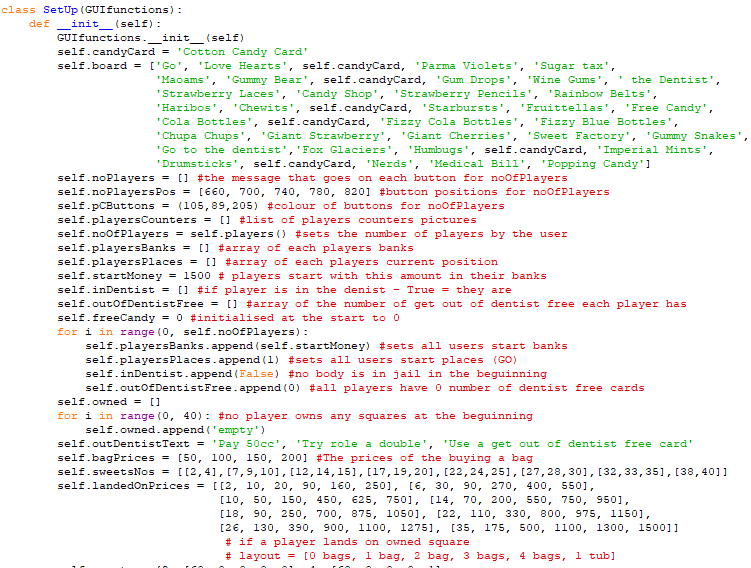 class SetUp(GUIfunctions):
    def __init__(self):
        GUIfunctions.__init__(self)
        self.candyCard = 'Cotton Candy Card'
        self.board = ['Go', 'Love Hearts', self.candyCard, 'Parma Violets', 'Sugar tax',
                      'Maoams', 'Gummy Bear', self.candyCard, 'Gum Drops', 'Wine Gums', ' the Dentist',
                      'Strawberry Laces', 'Candy Shop', 'Strawberry Pencils', 'Rainbow Belts',
                      'Haribos', 'Chewits', self.candyCard, 'Starbursts', 'Fruittellas', 'Free Candy',
                      'Cola Bottles', self.candyCard, 'Fizzy Cola Bottles', 'Fizzy Blue Bottles',
                      'Chupa Chups', 'Giant Strawberry', 'Giant Cherries', 'Sweet Factory', 'Gummy Snakes',
                      'Go to the dentist','Fox Glaciers', 'Humbugs', self.candyCard, 'Imperial Mints',
                      'Drumsticks', self.candyCard, 'Nerds', 'Medical Bill', 'Popping Candy']
        self.noPlayers = [] #the message that goes on each button for noOfPlayers
        self.noPlayersPos = [660, 700, 740, 780, 820] #button positions for noOfPlayers
        self.pCButtons = (105,89,205) #colour of buttons for noOfPlayers
        self.playersCounters = [] #list of players counters pictures
        self.noOfPlayers = self.players() #sets the number of players by the user
        self.playersBanks = [] #array of each players banks
        self.playersPlaces = [] #array of each players current position
        self.startMoney = 1500 # players start with this amount in their banks
        self.inDentist = [] #if player is in the denist - True = they are
        self.outOfDentistFree = [] #array of the number of get out of dentist free each player has
        self.freeCandy = 0 #initialised at the start to 0
        for i in range(0, self.noOfPlayers):
            self.playersBanks.append(self.startMoney) #sets all users start banks
            self.playersPlaces.append(1) #sets all users start places (GO)
            self.inDentist.append(False) #no body is in jail in the beguinning
            self.outOfDentistFree.append(0) #all players have 0 number of dentist free cards
        self.owned = []
        for i in range(0, 40): #no player owns any squares at the beguinning
            self.owned.append('empty')
        self.outDentistText = 'Pay 50cc', 'Try role a double', 'Use a get out of dentist free card'
        self.bagPrices = [50, 100, 150, 200] #The prices of the buying a bag
        self.sweetsNos = [[2,4],[7,9,10],[12,14,15],[17,19,20],[22,24,25],[27,28,30],[32,33,35],[38,40]]
        self.landedOnPrices = [[2, 10, 20, 90, 160, 250], [6, 30, 90, 270, 400, 550],
                               [10, 50, 150, 450, 625, 750], [14, 70, 200, 550, 750, 950],
                               [18, 90, 250, 700, 875, 1050], [22, 110, 330, 800, 975, 1150],
                               [26, 130, 390, 900, 1100, 1275], [35, 175, 500, 1100, 1300, 1500]]
                                # if a player lands on owned square
                                # layout = [0 bags, 1 bag, 2 bag, 3 bags, 4 bags, 1 tub]